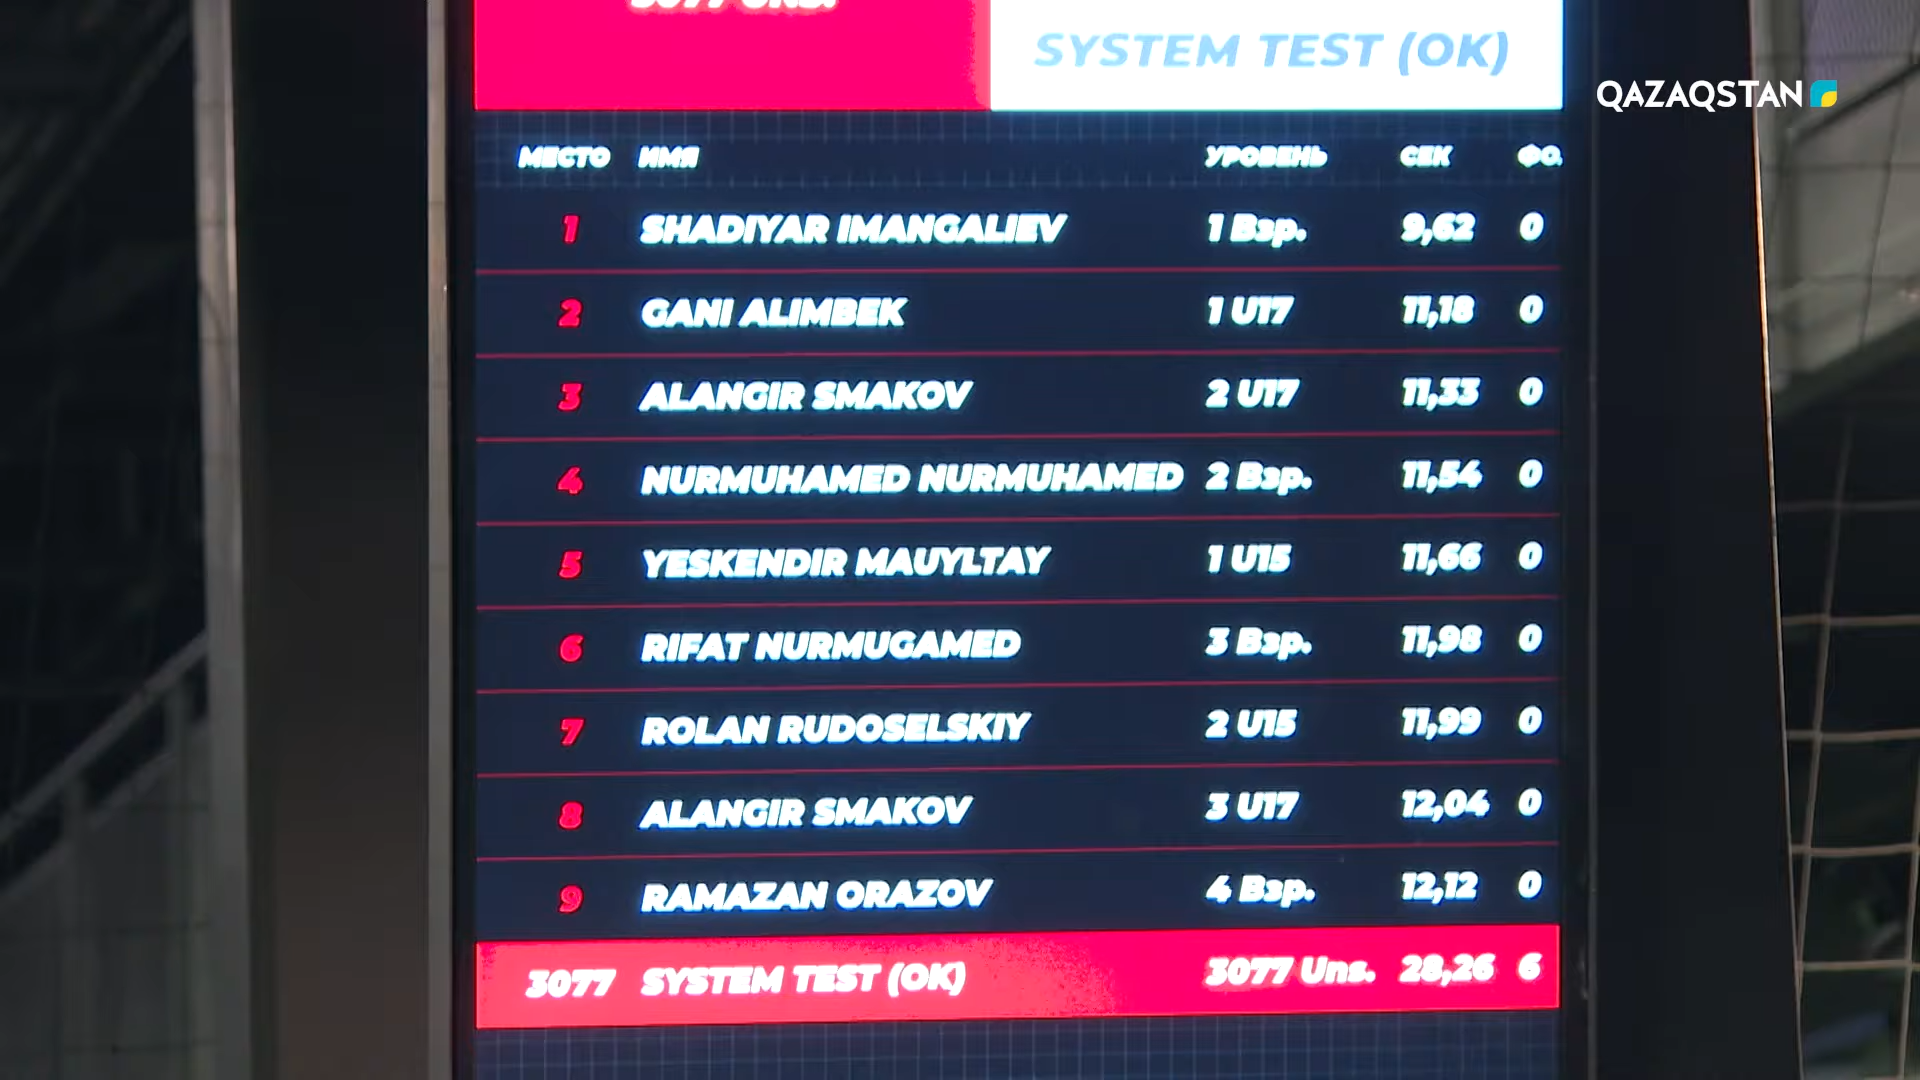 3077 Uns.
SYSTEM TEST (OK)
QAZAQSTAN
МЕСТО ИМЯ УРОВЕНЬ СЕК ФО.
1 SHADIYAR IMANGALIEV 1 Взр. 9,62 0
2 GANI ALIMBEK 1 U17 11,18 0
3 ALANGIR SMAKOV 2 U17 11,33 0
4 NURMUHAMED NURMUHAMED 2 Взр. 11,54 0
5 YESKENDIR MAUYLTAY 1 U15 11,66 0
6 RIFAT NURMUGAMED 3 Взр. 11,98 0
7 ROLAN RUDOSELSKIY 2 U15 11,99 0
8 ALANGIR SMAKOV 3 U17 12,04 0
9 RAMAZAN ORAZOV 4 Взр. 12,12 0
3077 SYSTEM TEST (OK) 3077 Uns. 28,26 6